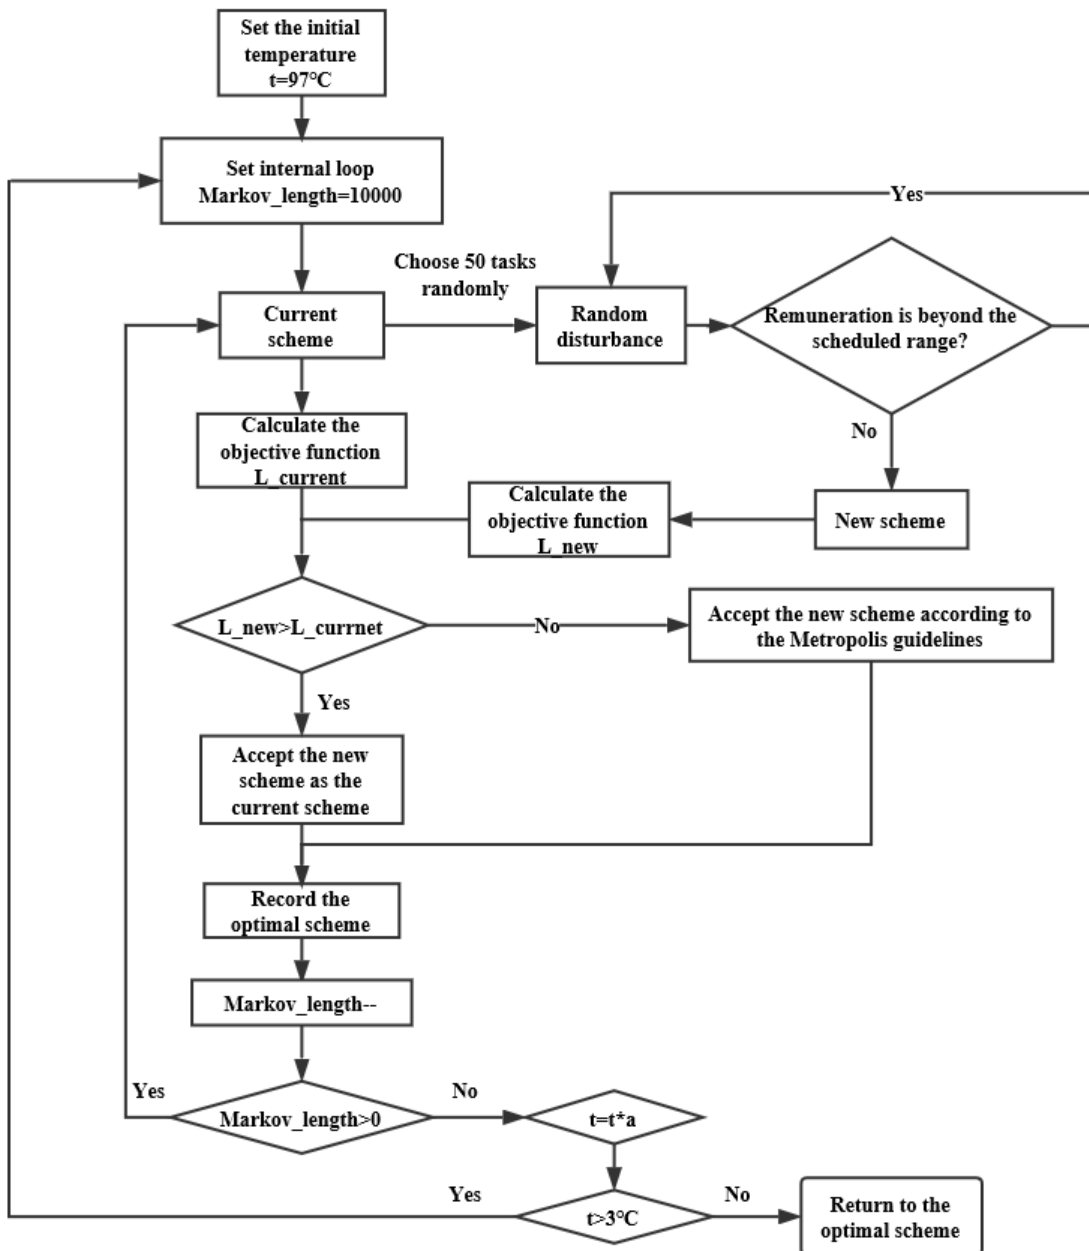 Set the initial
temperature
t=97°C
Set internal loop
Markov_length=10000
Yes
Choose 50 tasks
randomly
Current
scheme
Random
disturbance
Remuneration is beyond the
scheduled range?
No
Calculate the
objective function
L_current
Calculate the
objective function
L_new
New scheme
L_new>L_currnet
No
Accept the new scheme according to
the Metropolis guidelines
Yes
Accept the new
scheme as the
current scheme
Record the
optimal scheme
Markov_length--
Yes
Markov_length>0
No
t=t*a
Yes
t>3°C
No
Return to the
optimal scheme